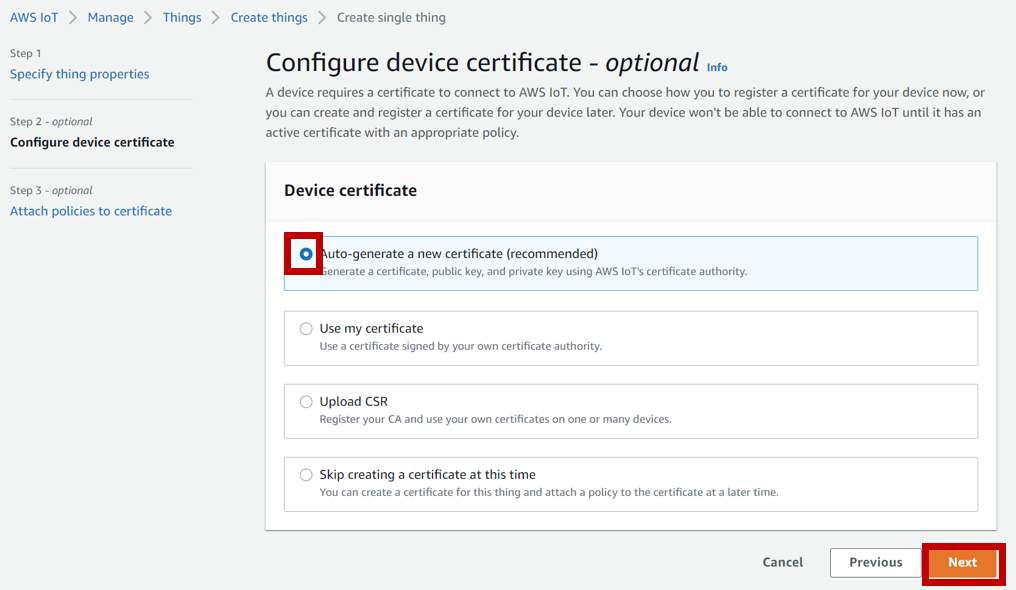 AWS IoT > Manage > Things > Create things > Create single thing
Step 1
Specify thing properties
Step 2 - optional
Configure device certificate
Step 3 - optional
Attach policies to certificate
Configure device certificate - optional Info
A device requires a certificate to connect to AWS IoT. You can choose how you to register a certificate for your device now, or
you can create and register a certificate for your device later. Your device won't be able to connect to AWS IoT until it has an
active certificate with an appropriate policy.
Device certificate
Auto-generate a new certificate (recommended)
Generate a certificate, public key, and private key using AWS IoT's certificate authority.
Use my certificate
Use a certificate signed by your own certificate authority.
Upload CSR
Register your CA and use your own certificates on one or many devices.
Skip creating a certificate at this time
You can create a certificate for this thing and attach a policy to the certificate at a later time.
Cancel Previous Next